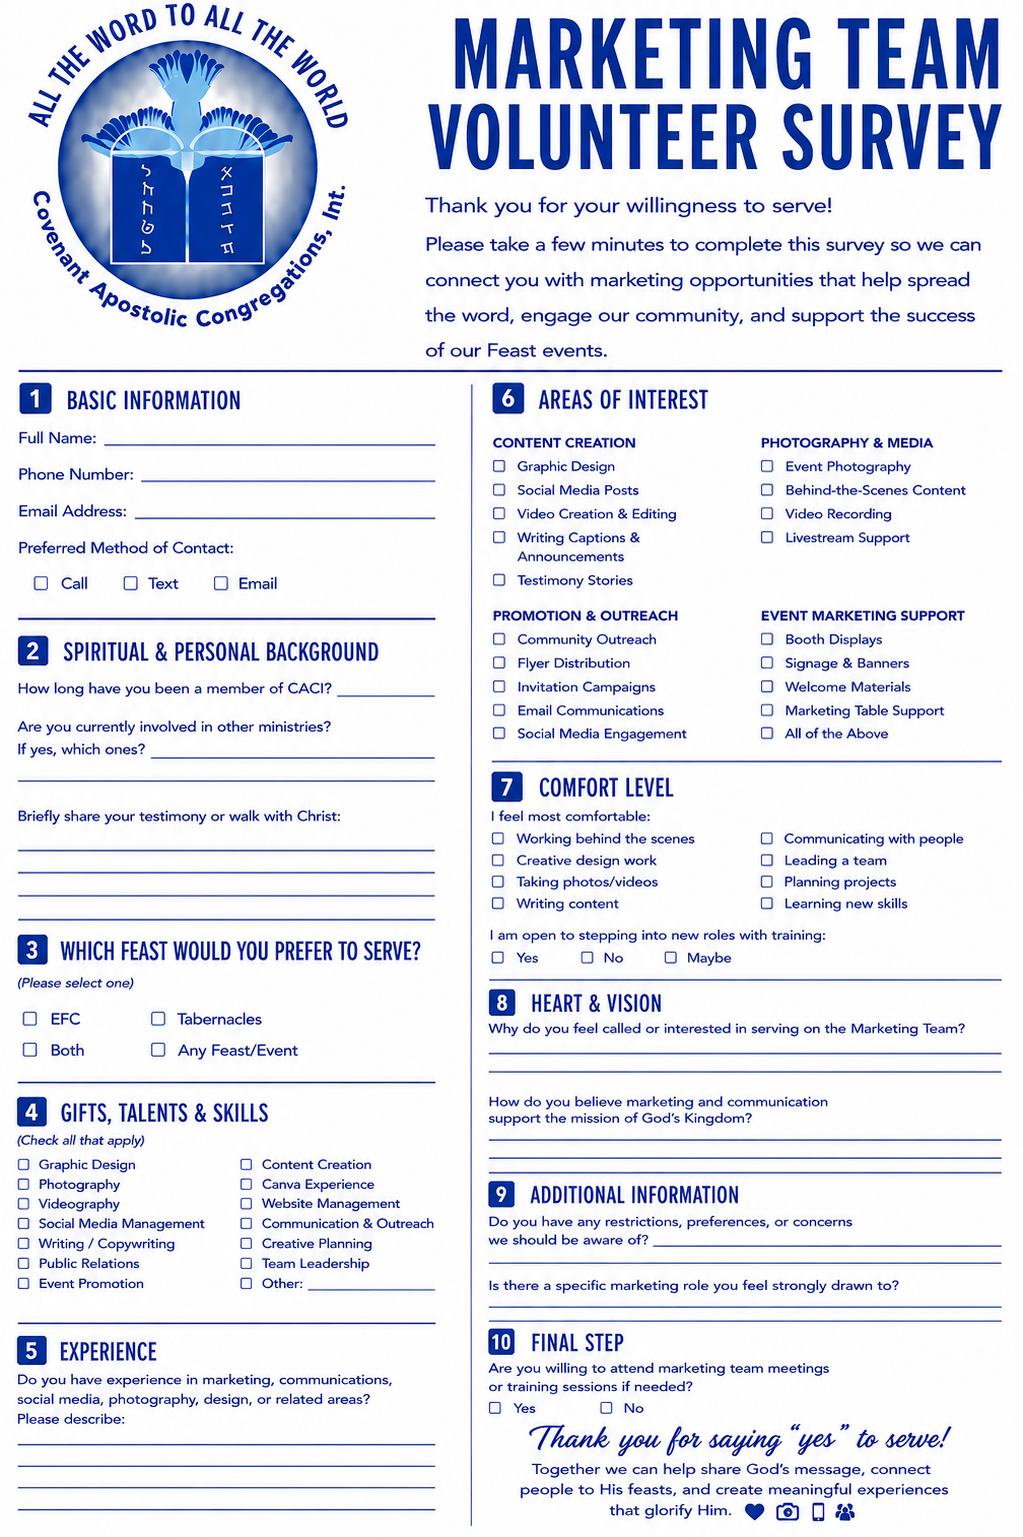 ALL THE WORD TO ALL THE WORLD
Covenant Apostolic Congregations, Int.
MARKETING TEAM
VOLUNTEER SURVEY
Thank you for your willingness to serve!
Please take a few minutes to complete this survey so we can
connect you with marketing opportunities that help spread
the word, engage our community, and support the success
of our Feast events.
1 BASIC INFORMATION
Full Name:
Phone Number:
Email Address:
Preferred Method of Contact:
Call Text Email
2 SPIRITUAL & PERSONAL BACKGROUND
How long have you been a member of CACI?
Are you currently involved in other ministries?
If yes, which ones?
Briefly share your testimony or walk with Christ:
3 WHICH FEAST WOULD YOU PREFER TO SERVE?
(Please select one)
EFC Tabernacles
Both Any Feast/Event
4 GIFTS, TALENTS & SKILLS
(Check all that apply)
Graphic Design Content Creation
Photography Canva Experience
Videography Website Management
Social Media Management Communication & Outreach
Writing / Copywriting Creative Planning
Public Relations Team Leadership
Event Promotion Other:
5 EXPERIENCE
Do you have experience in marketing, communications,
social media, photography, design, or related areas?
Please describe:
6 AREAS OF INTEREST
CONTENT CREATION
Graphic Design
Social Media Posts
Video Creation & Editing
Writing Captions &
Announcements
Testimony Stories
PHOTOGRAPHY & MEDIA
Event Photography
Behind-the-Scenes Content
Video Recording
Livestream Support
PROMOTION & OUTREACH
Community Outreach
Flyer Distribution
Invitation Campaigns
Email Communications
Social Media Engagement
EVENT MARKETING SUPPORT
Booth Displays
Signage & Banners
Welcome Materials
Marketing Table Support
All of the Above
7 COMFORT LEVEL
I feel most comfortable:
Working behind the scenes Communicating with people
Creative design work Leading a team
Taking photos/videos Planning projects
Writing content Learning new skills
I am open to stepping into new roles with training:
Yes No Maybe
8 HEART & VISION
Why do you feel called or interested in serving on the Marketing Team?
How do you believe marketing and communication
support the mission of God's Kingdom?
9 ADDITIONAL INFORMATION
Do you have any restrictions, preferences, or concerns
we should be aware of?
Is there a specific marketing role you feel strongly drawn to?
10 FINAL STEP
Are you willing to attend marketing team meetings
or training sessions if needed?
Yes No
Thank you for saying “yes” to serve!
Together we can help share God's message, connect
people to His feasts, and create meaningful experiences
that glorify Him.